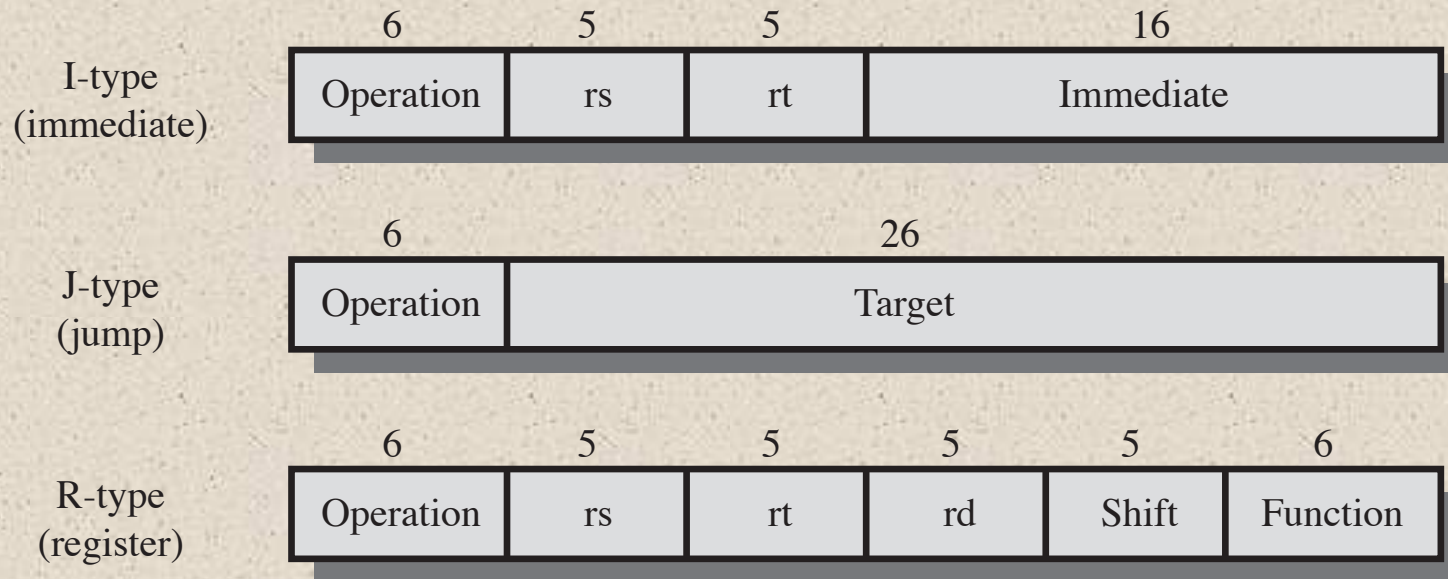 6 5 5 16
I-type
(immediate)
Operation rs rt Immediate
6 26
J-type
(jump)
Operation Target
6 5 5 5 5 6
R-type
(register)
Operation rs rt rd Shift Function